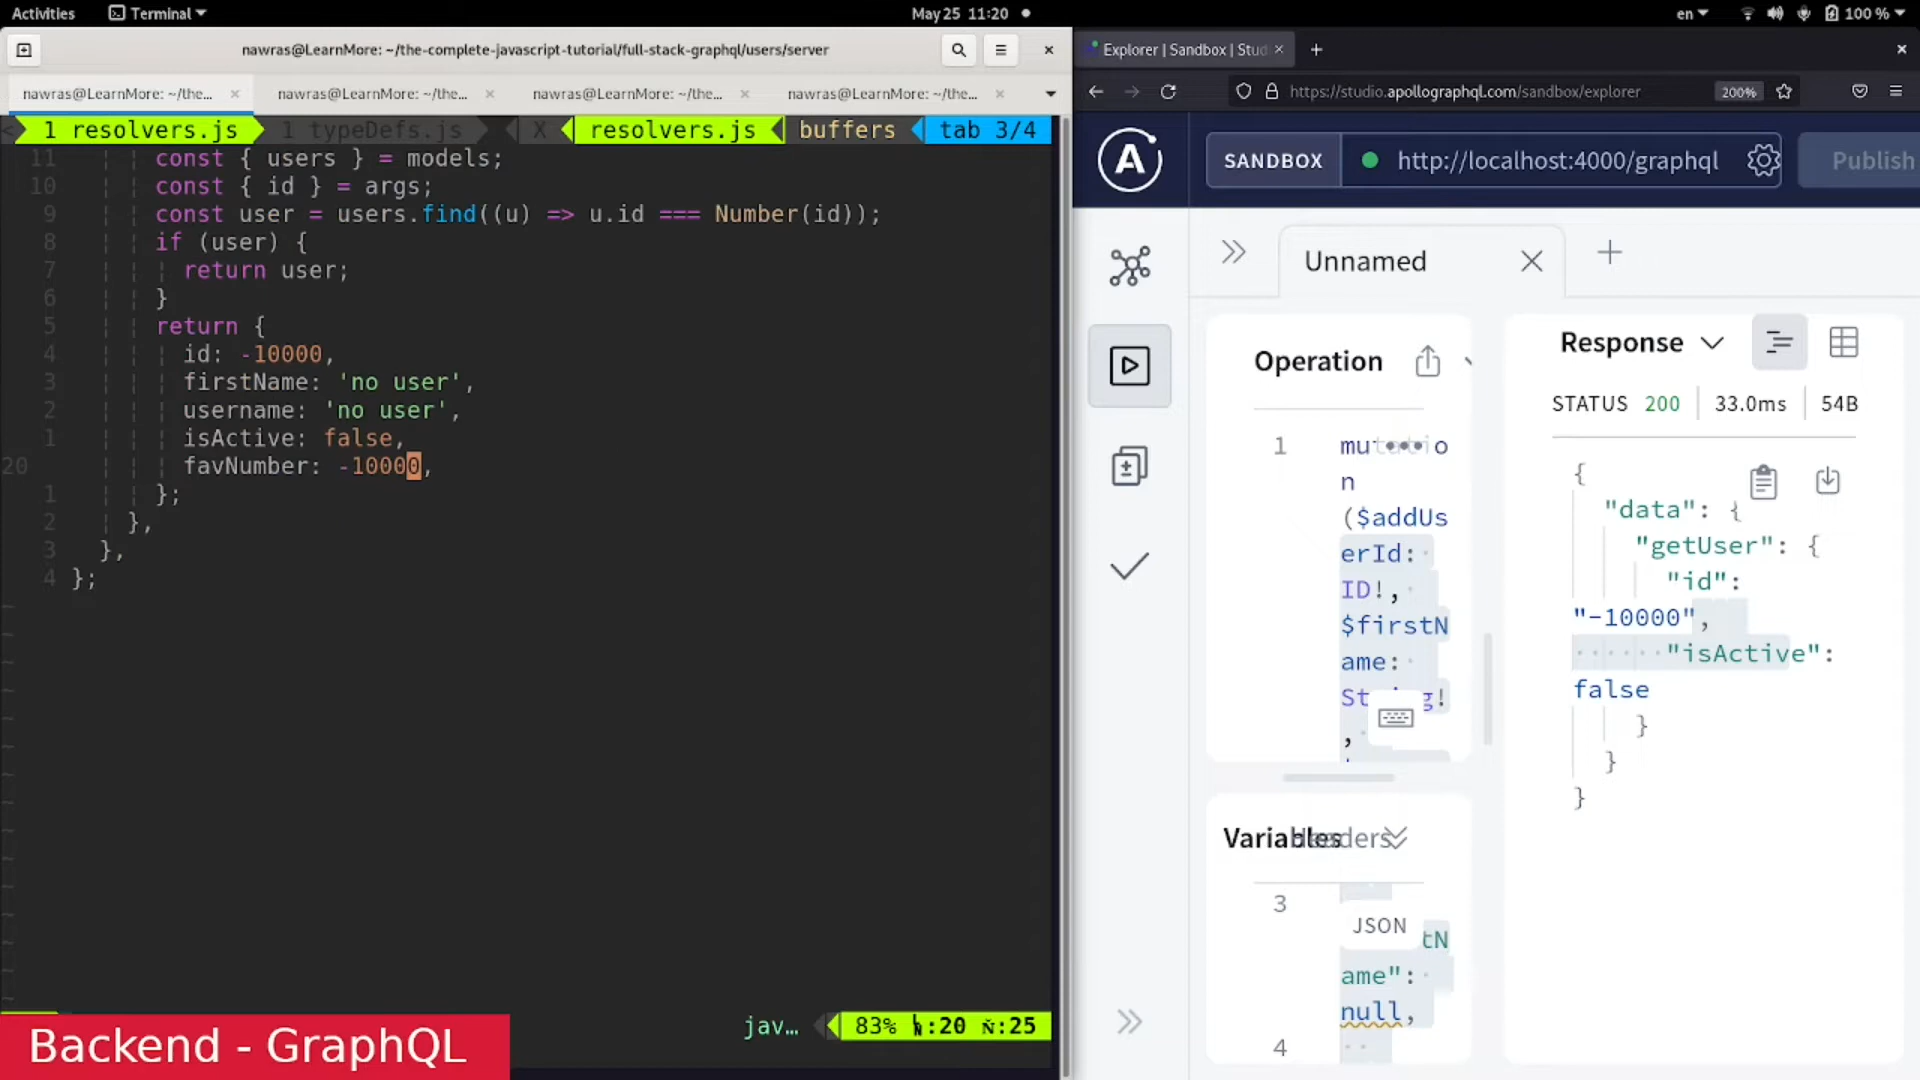 Activities
Terminal
May 25 11:20
en
100 %
nawras@LearnMore: ~/the-complete-javascript-tutorial/full-stack-graphql/users/server
nawras@LearnMore: ~/the...
nawras@LearnMore: ~/the...
nawras@LearnMore: ~/the...
nawras@LearnMore: ~/the...
1 resolvers.js
1 typeDefs.js
X
resolvers.js
buffers
tab 3/4
11 const { users } = models;
10 const { id } = args;
9 const user = users.find((u) => u.id === Number(id));
8 if (user) {
7 return user;
6 }
5 return {
4 id: -10000,
3 firstName: 'no user',
2 username: 'no user',
1 isActive: false,
20 favNumber: -10000,
1 };
2 },
3 },
4 };
jav...
83% :20 :25
Backend - GraphQL
Explorer | Sandbox | Stud
https://studio.apollographql.com/sandbox/explorer
200%
A
SANDBOX
http://localhost:4000/graphql
Publish
Unnamed
Operation
1 mutation
($addUs
erId:
ID!,
$firstN
ame:
String!
,
Variables
Headers
3
JSON
tN
ame":
null,
4
Response
STATUS 200
33.0ms
54B
{
"data": {
"getUser": {
"id":
"-10000",
"isActive":
false
}
}
}